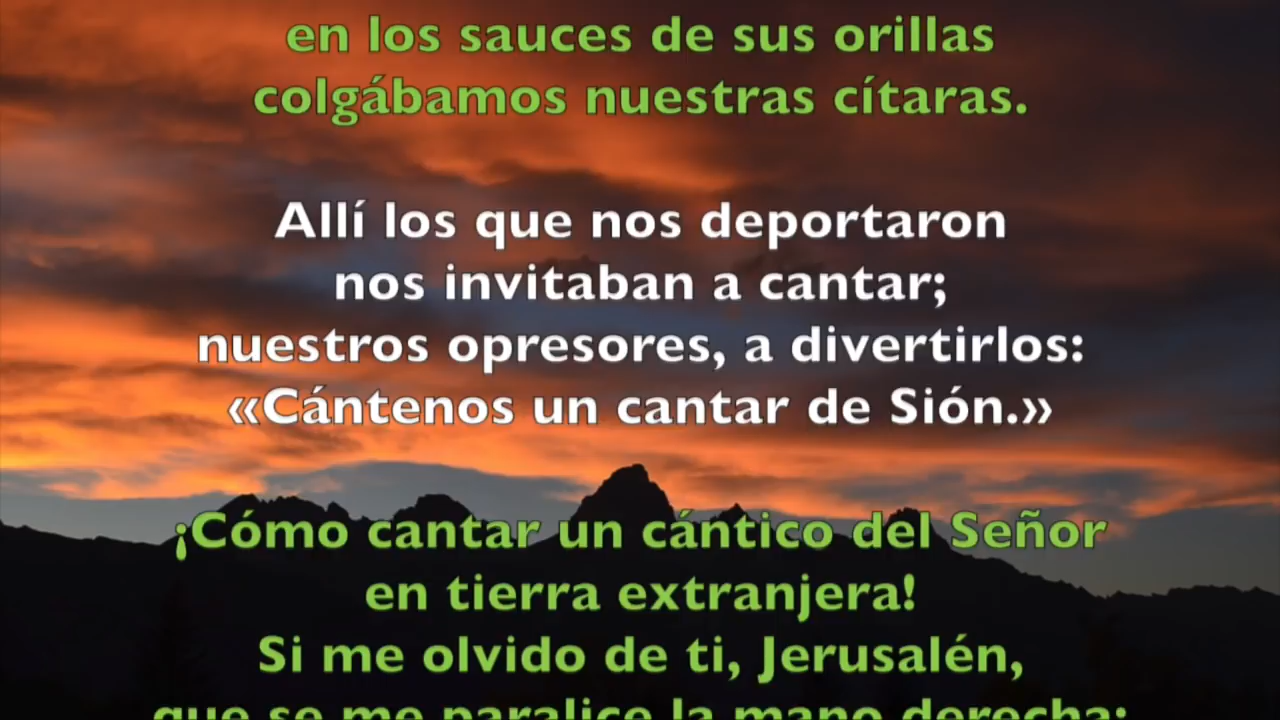 en los sauces de sus orillas
colgábamos nuestras cítaras.
Allí los que nos deportaron
nos invitaban a cantar;
nuestros opresores, a divertirlos:
«Cántenos un cantar de Sión.»
¡Cómo cantar un cántico del Señor
en tierra extranjera!
Si me olvido de ti, Jerusalén,
que se me paralice la mano derecha;